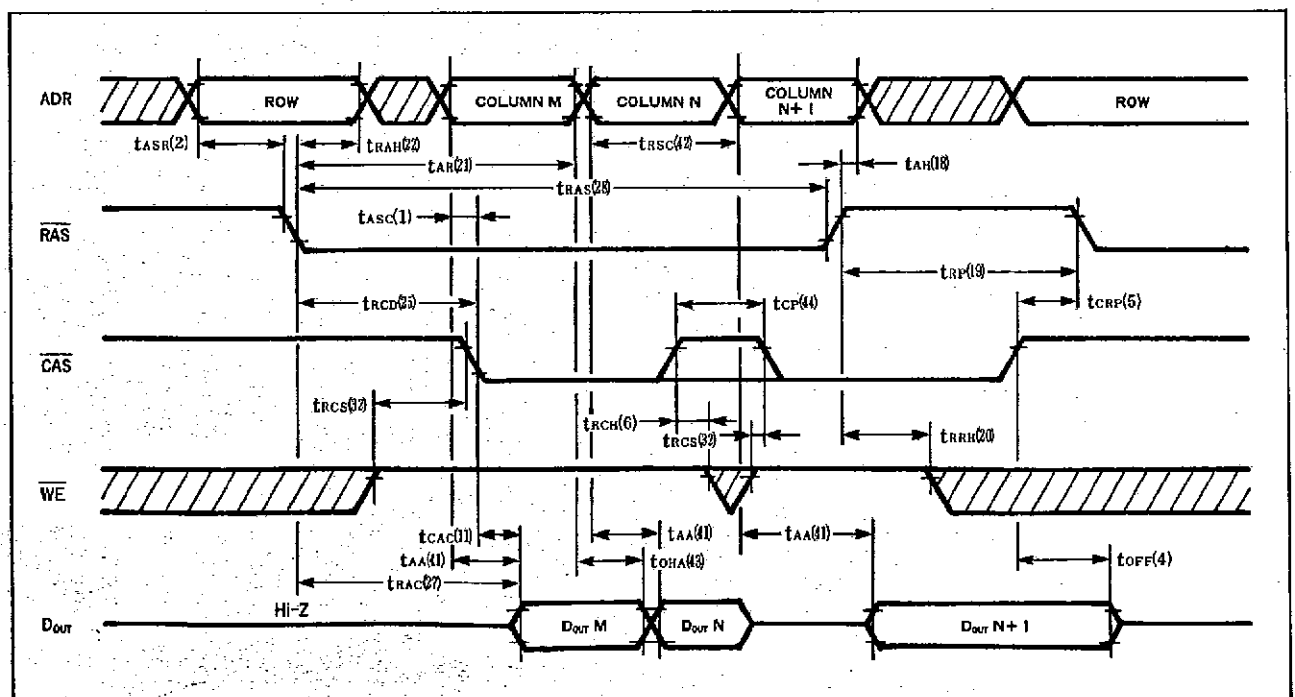 ADR
ROW
COLUMN M
COLUMN N
COLUMN
N+1
ROW
tASR(2)
tRAH(22)
tAR(21)
tRSC(42)
tAH(18)
tRAS(28)
tASC(1)
RAS
tRP(19)
tRCD(25)
tCP(44)
tCRP(5)
CAS
tRCS(32)
tRCH(6)
tRCS(32)
tRRH(20)
WE
tCAC(11)
tAA(41)
tAA(41)
tAA(41)
tOHA(43)
tOFF(4)
tRAC(27)
Hi-Z
DOUT
DOUT M
DOUT N
DOUT N+1